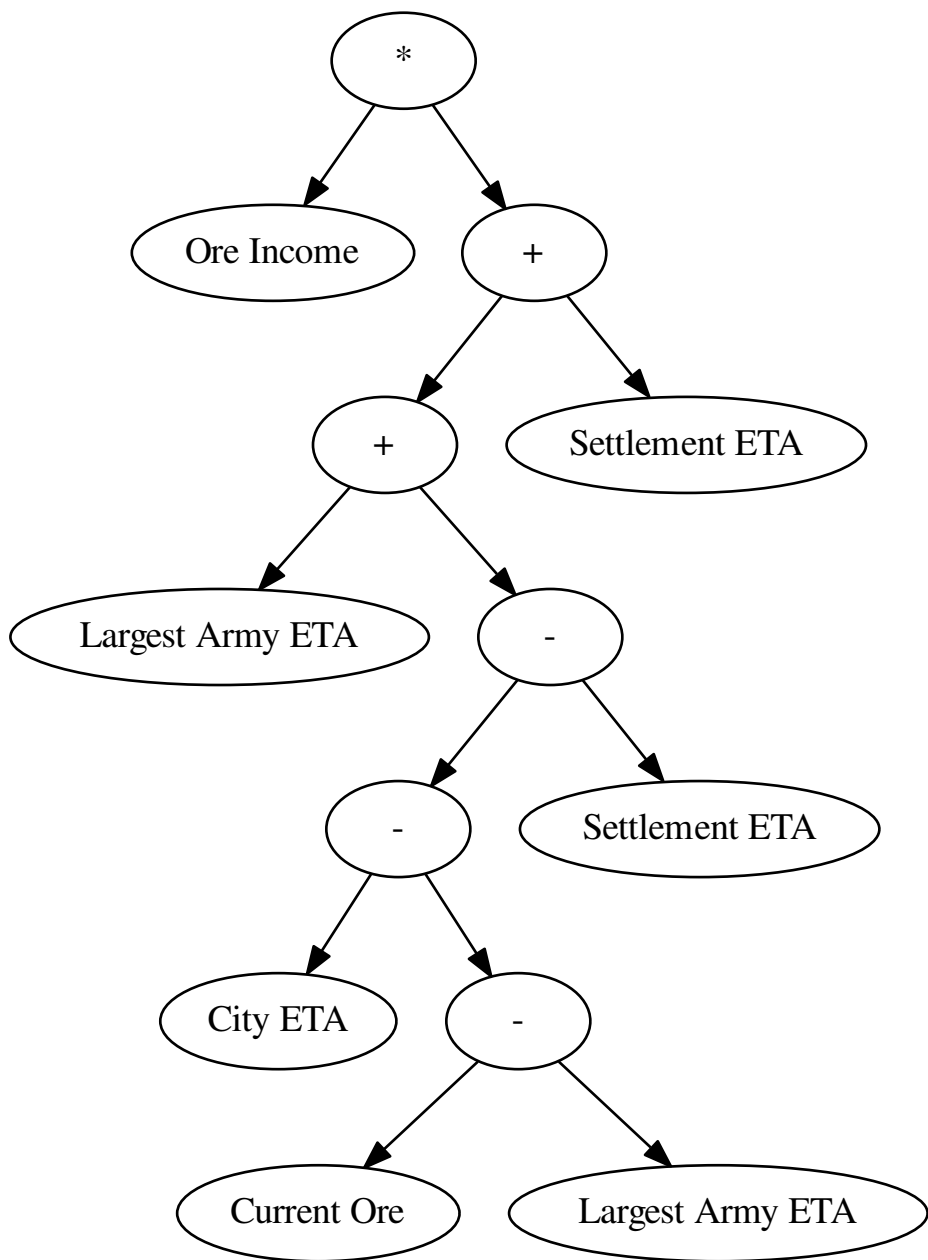 *
Ore Income
+
+
Settlement ETA
Largest Army ETA
-
-
Settlement ETA
City ETA
-
Current Ore
Largest Army ETA